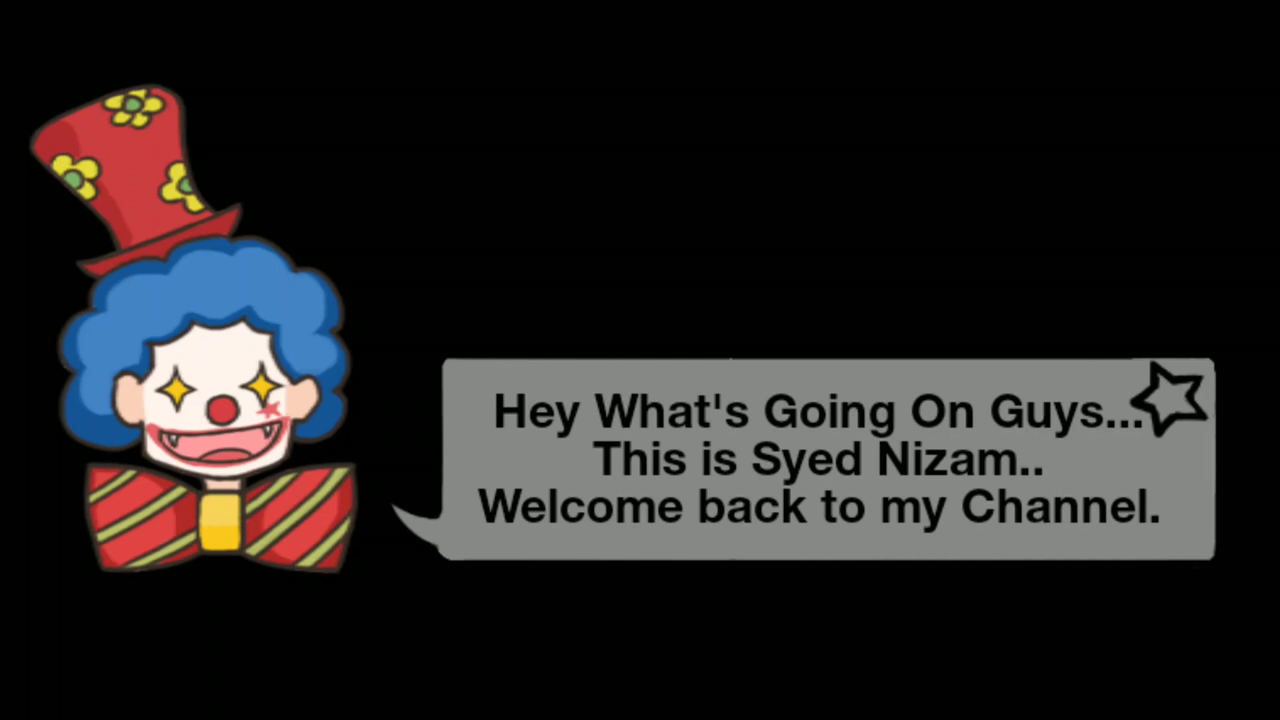 Hey What's Going On Guys...
This is Syed Nizam..
Welcome back to my Channel.